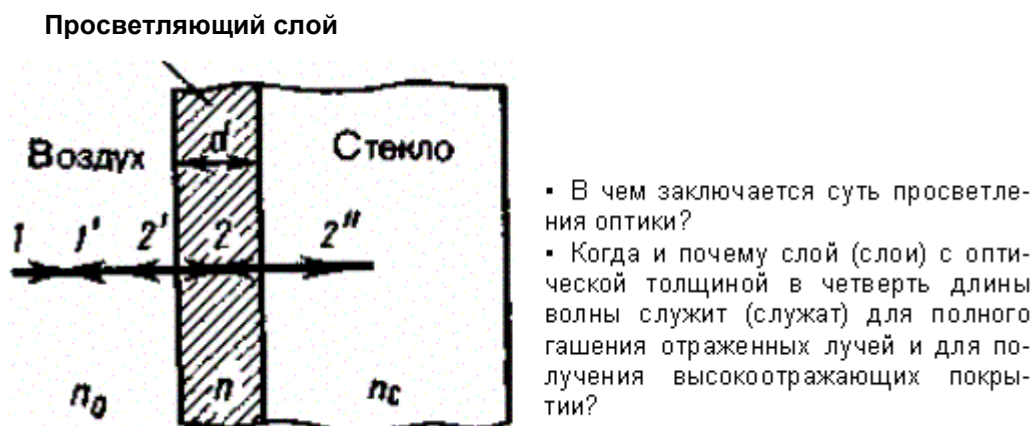 Просветляющий слой
d
Воздух
Стекло
1 1' 2' 2 2"
n₀ n nс
▪ В чем заключается суть просветле-
ния оптики?
▪ Когда и почему слой (слои) с опти-
ческой толщиной в четверть длины
волны служит (служат) для полного
гашения отраженных лучей и для по-
лучения высокоотражающих покры-
тии?